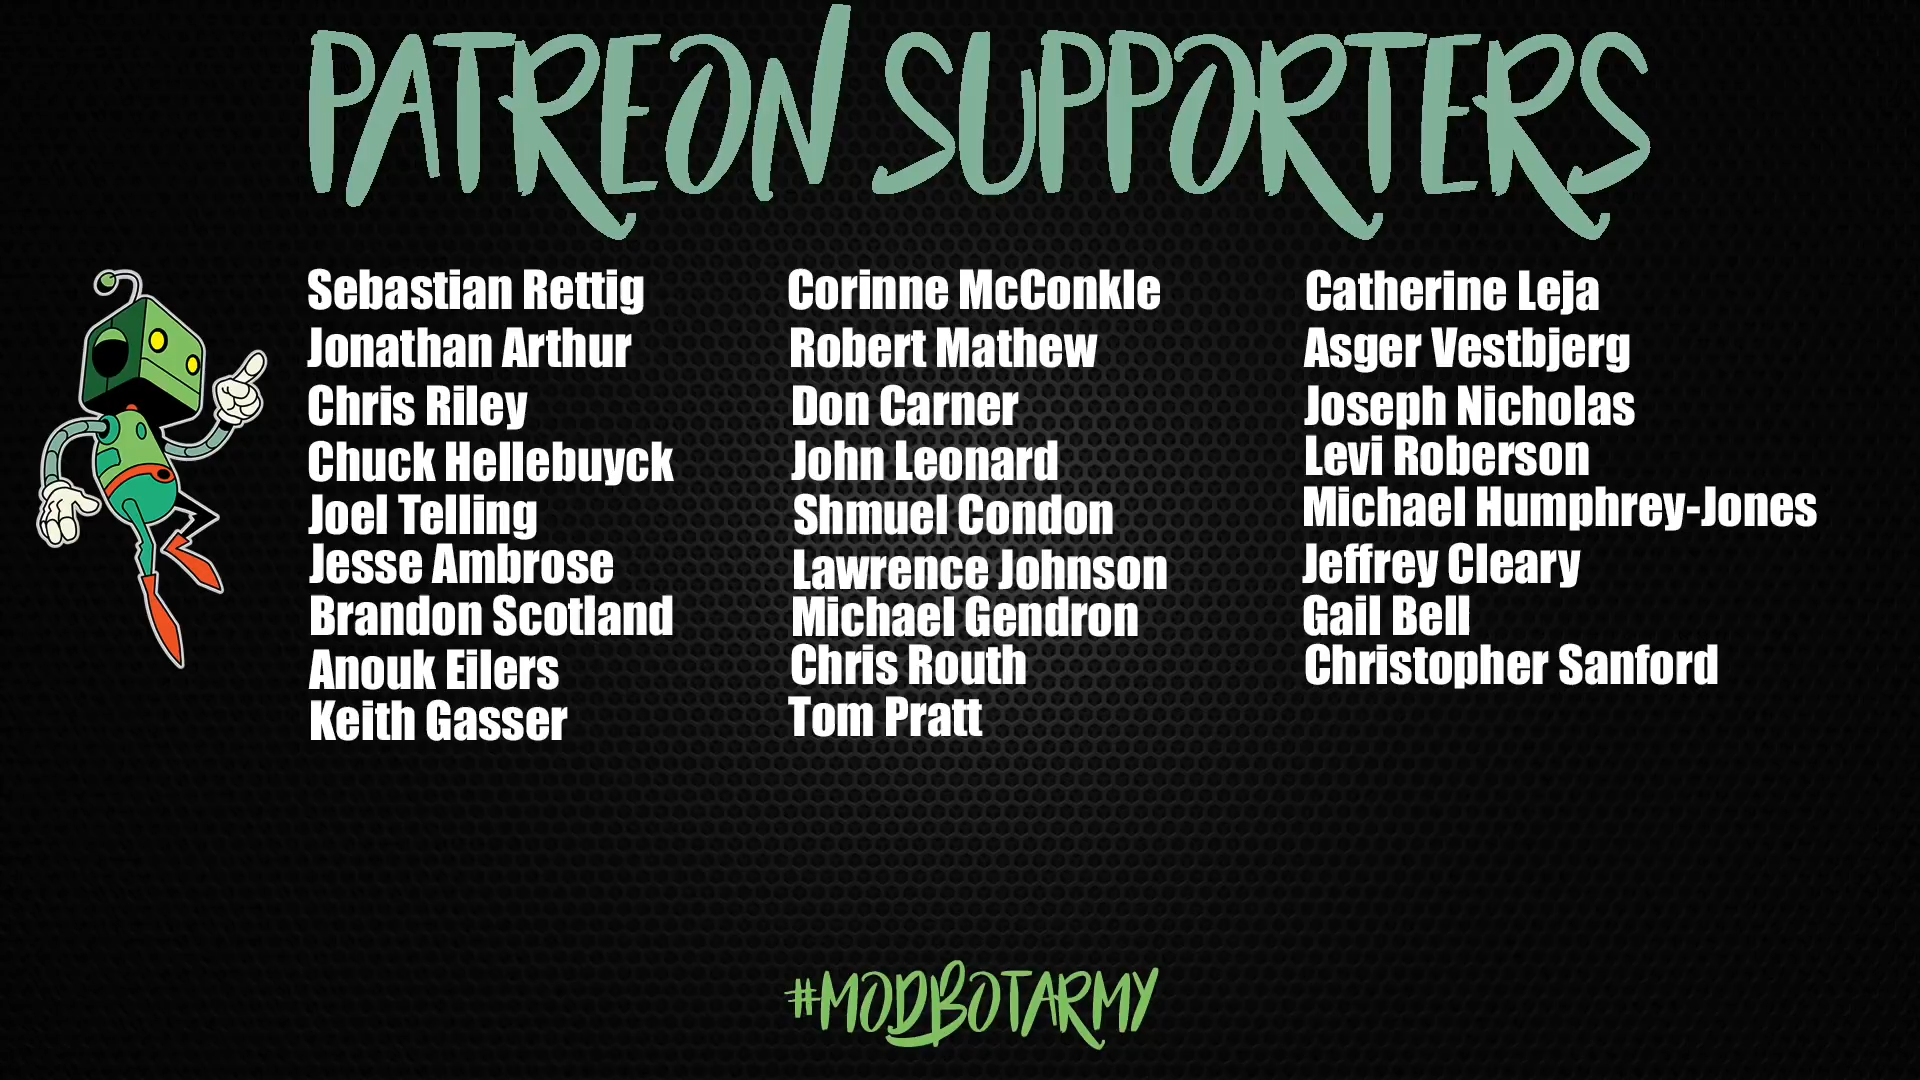 PATREON SUPPORTERS
Sebastian Rettig
Jonathan Arthur
Chris Riley
Chuck Hellebuyck
Joel Telling
Jesse Ambrose
Brandon Scotland
Anouk Eilers
Keith Gasser
Corinne McConkle
Robert Mathew
Don Carner
John Leonard
Shmuel Condon
Lawrence Johnson
Michael Gendron
Chris Routh
Tom Pratt
Catherine Leja
Asger Vestbjerg
Joseph Nicholas
Levi Roberson
Michael Humphrey-Jones
Jeffrey Cleary
Gail Bell
Christopher Sanford
#MODBOTARMY